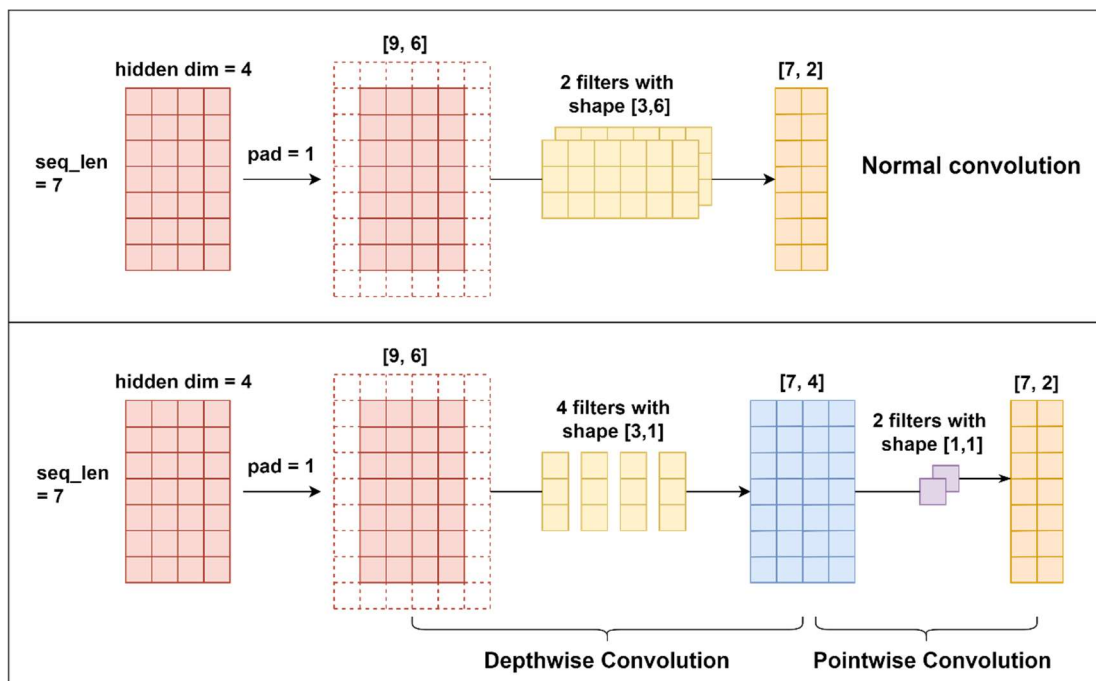 [9, 6]
hidden dim = 4
2 filters with
shape [3,6]
[7, 2]
seq_len
= 7
pad = 1
Normal convolution
[9, 6]
hidden dim = 4
4 filters with
shape [3,1]
[7, 4]
2 filters with
shape [1,1]
[7, 2]
seq_len
= 7
pad = 1
Depthwise Convolution
Pointwise Convolution